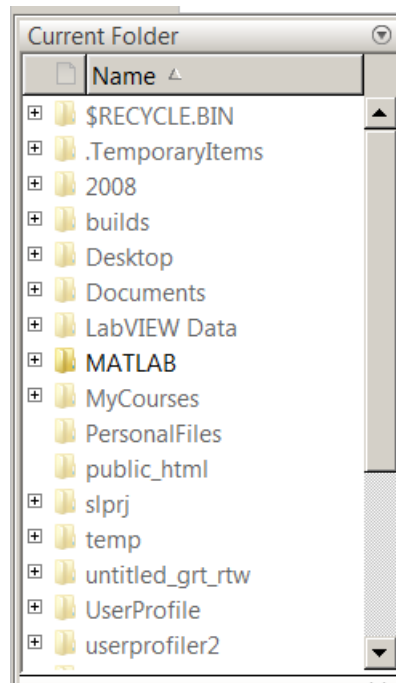 Current Folder
Name
$RECYCLE.BIN
.TemporaryItems
2008
builds
Desktop
Documents
LabVIEW Data
MATLAB
MyCourses
PersonalFiles
public_html
slprj
temp
untitled_grt_rtw
UserProfile
userprofiler2